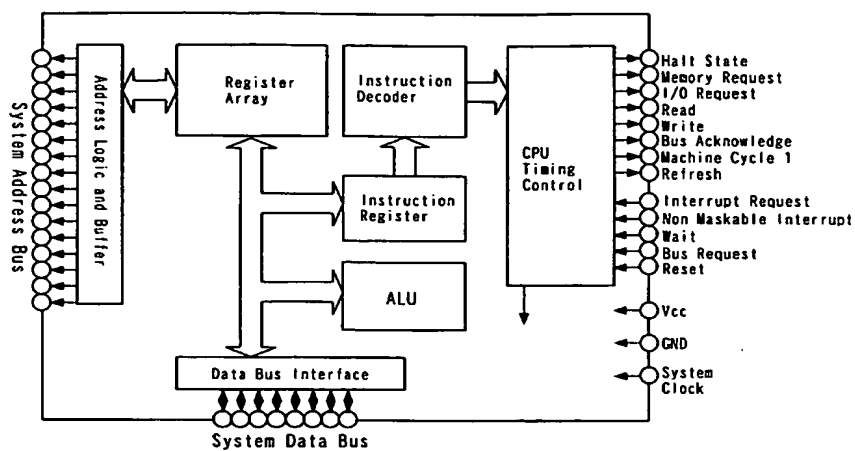 System Address Bus
Address Logic and Buffer
Register
Array
Instruction
Decoder
Instruction
Register
ALU
Data Bus Interface
System Data Bus
CPU
Timing
Control
Halt State
Memory Request
I/O Request
Read
Write
Bus Acknowledge
Machine Cycle 1
Refresh
Interrupt Request
Non Maskable Interrupt
Wait
Bus Request
Reset
Vcc
GND
System
Clock